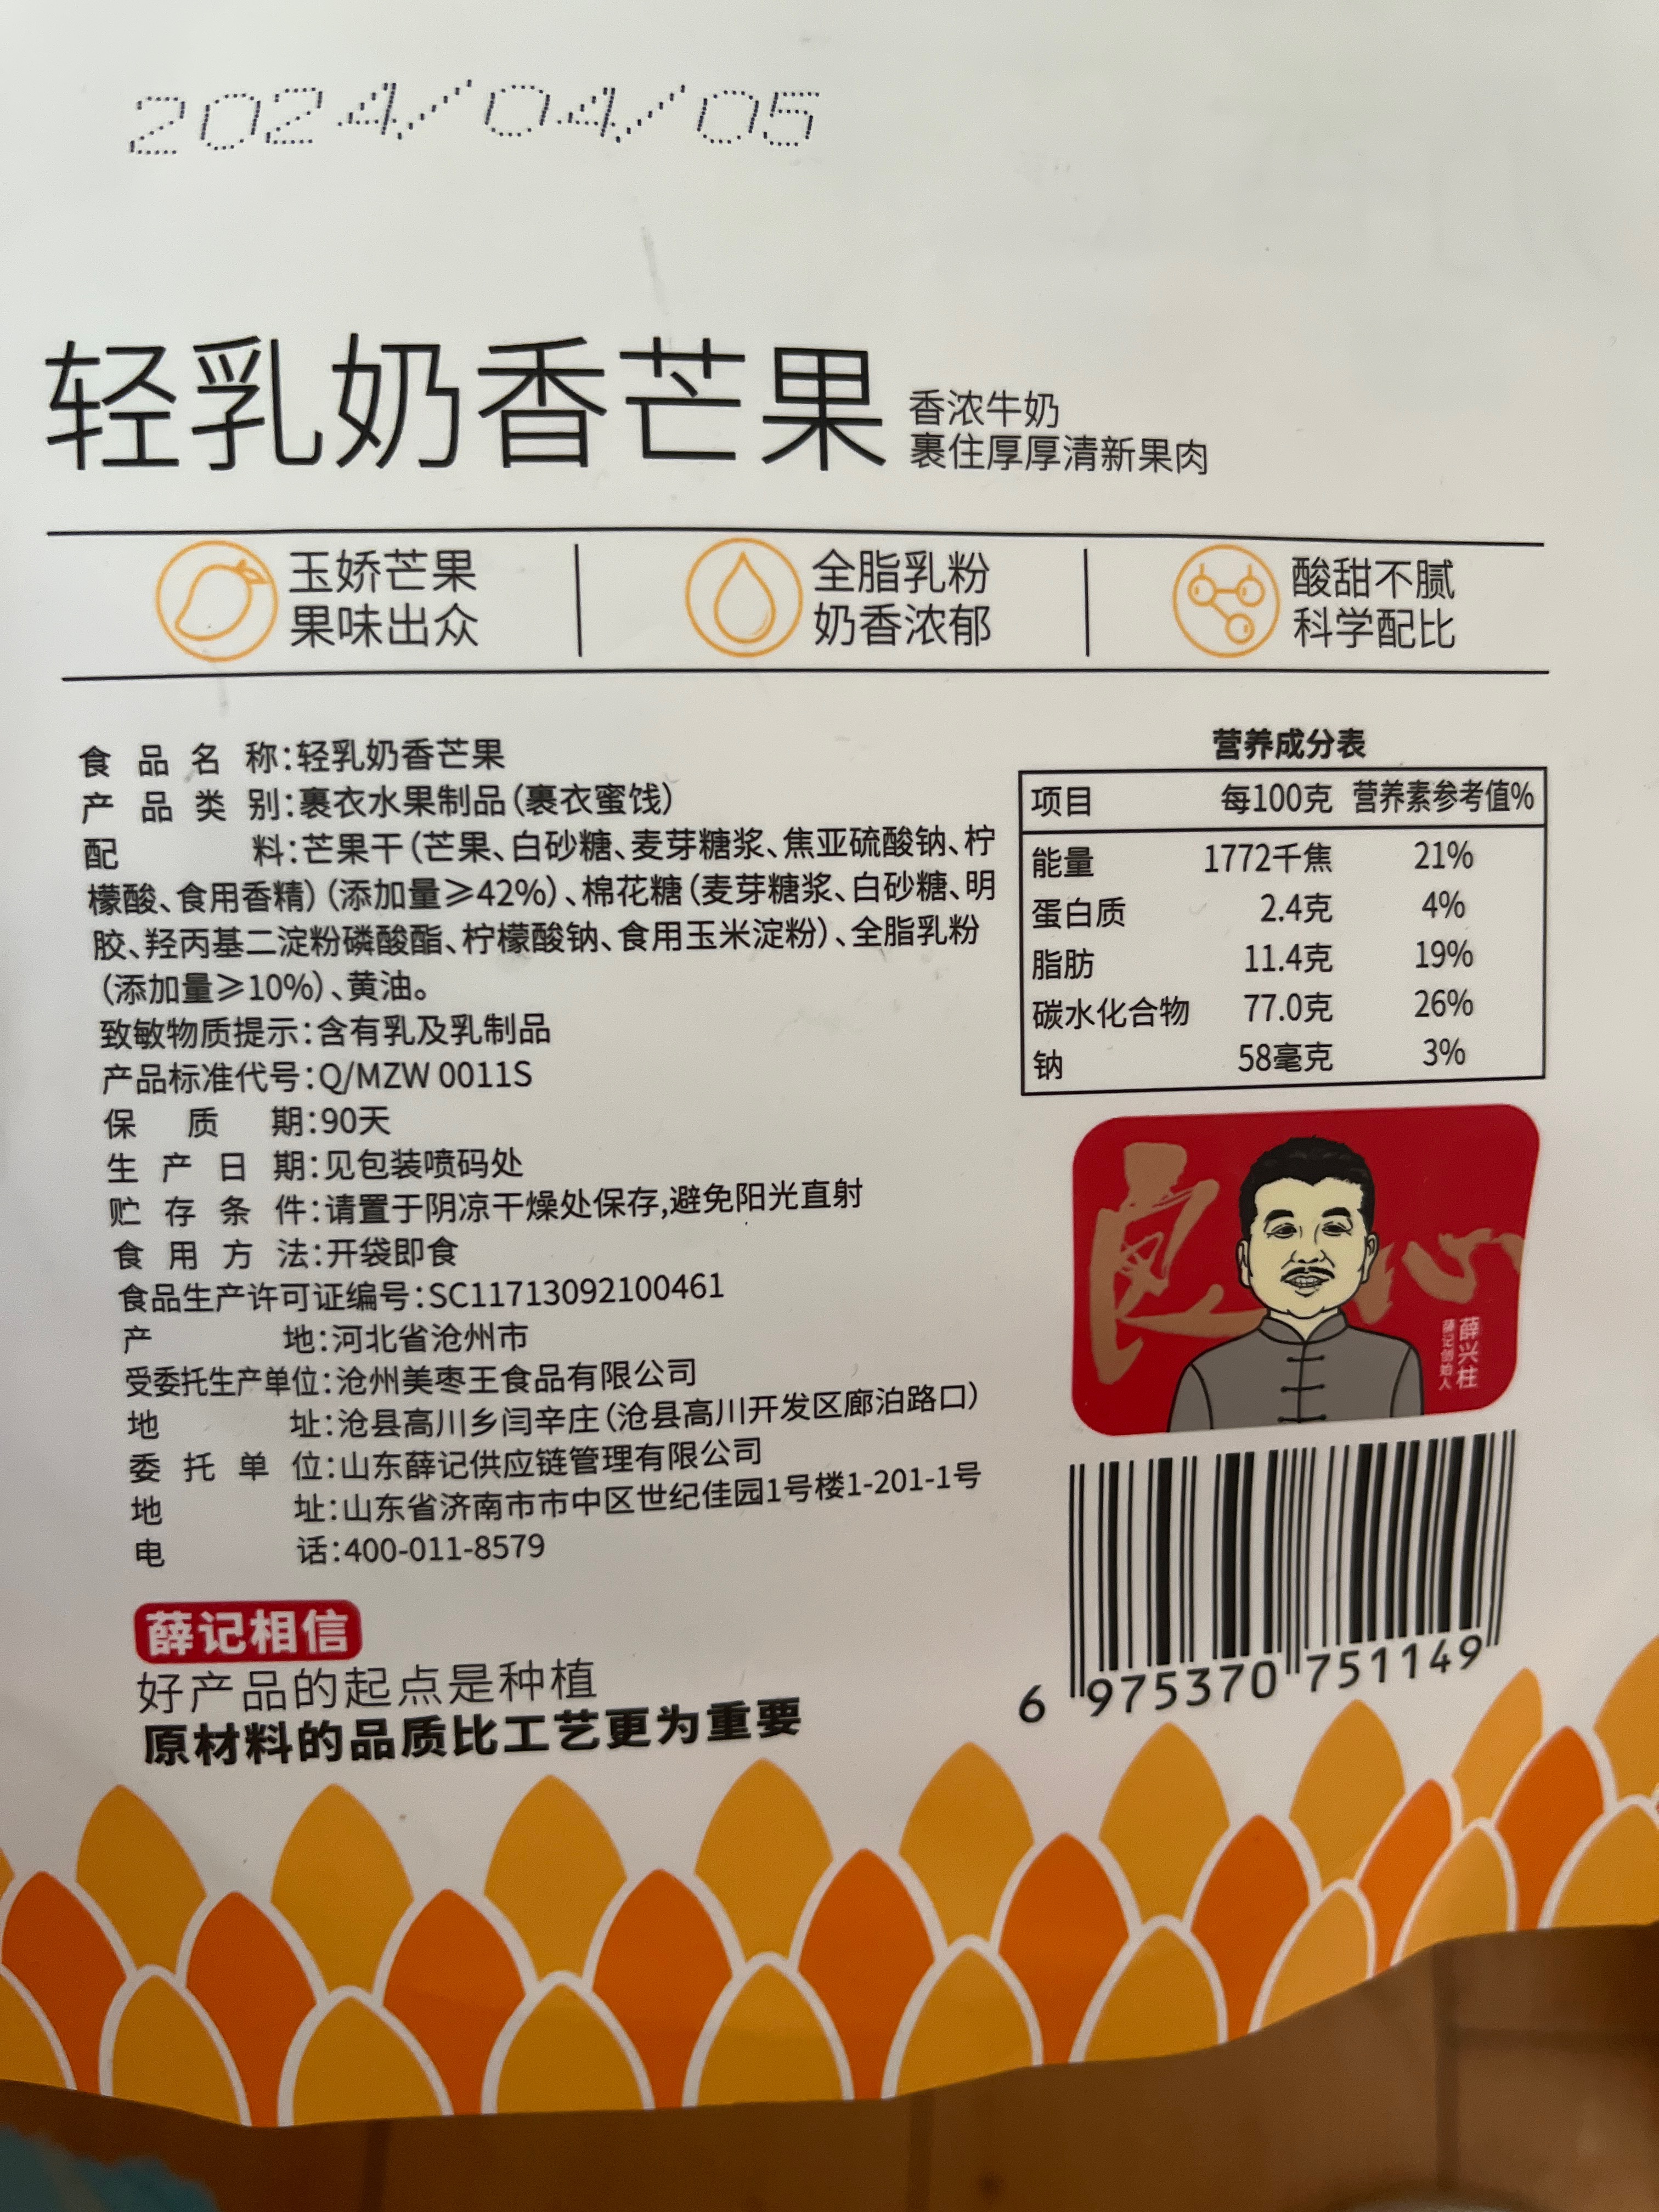 2024/04/05
轻乳奶香芒果
香浓牛奶
裹住厚厚清新果肉
玉娇芒果
果味出众
全脂乳粉
奶香浓郁
酸甜不腻
科学配比
食品名称:轻乳奶香芒果
产品类别:裹衣水果制品(裹衣蜜饯)
配料:芒果干(芒果、白砂糖、麦芽糖浆、焦亚硫酸钠、柠
檬酸、食用香精)(添加量≥42%)、棉花糖(麦芽糖浆、白砂糖、明
胶、羟丙基二淀粉磷酸酯、柠檬酸钠、食用玉米淀粉)、全脂乳粉
(添加量≥10%)、黄油。
致敏物质提示:含有乳及乳制品
产品标准代号:Q/MZW 0011S
保质期:90天
生产日期:见包装喷码处
贮存条件:请置于阴凉干燥处保存,避免阳光直射
食用方法:开袋即食
食品生产许可证编号:SC11713092100461
产地:河北省沧州市
受委托生产单位:沧州美枣王食品有限公司
地址:沧县高川乡闫辛庄(沧县高川开发区廊泊路口)
委托单位:山东薛记供应链管理有限公司
地址:山东省济南市市中区世纪佳园1号楼1-201-1号
电话:400-011-8579
营养成分表
项目 每100克 营养素参考值%
能量 1772千焦 21%
蛋白质 2.4克 4%
脂肪 11.4克 19%
碳水化合物 77.0克 26%
钠 58毫克 3%
良心
薛兴柱
薛记创始人
6 975370 751149
薛记相信
好产品的起点是种植
原材料的品质比工艺更为重要